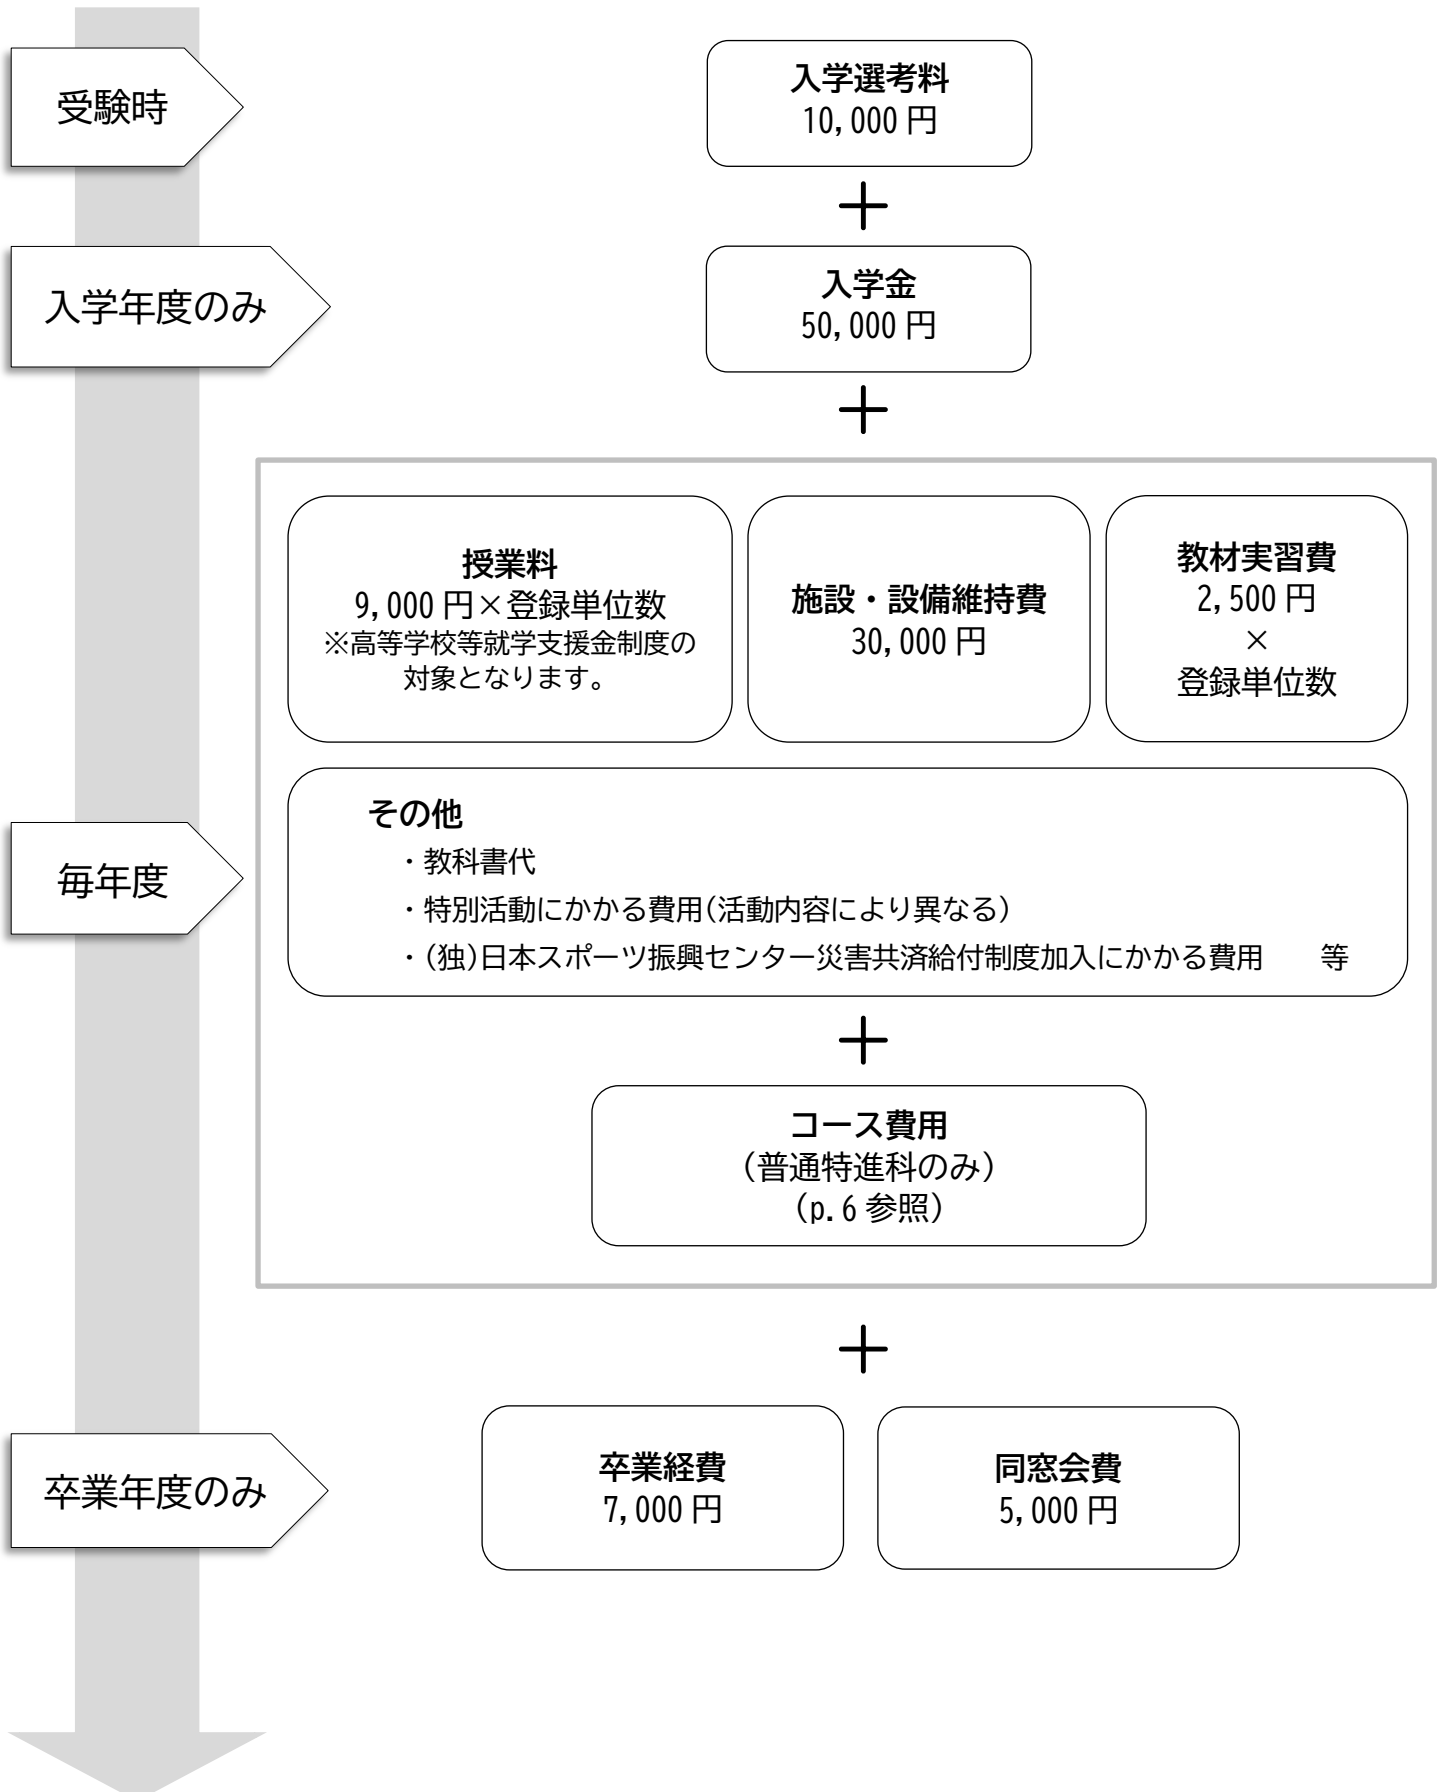 受験時
入学選考料
10,000円
+
入学年度のみ
入学金
50,000円
+
毎年度
授業料
9,000円×登録単位数
※高等学校等就学支援金制度の
対象となります。
施設・設備維持費
30,000円
教材実習費
2,500円
×
登録単位数
その他
・教科書代
・特別活動にかかる費用(活動内容により異なる)
・(独)日本スポーツ振興センター災害共済給付制度加入にかかる費用　等
+
コース費用
(普通特進科のみ)
(p.6参照)
+
卒業年度のみ
卒業経費
7,000円
同窓会費
5,000円